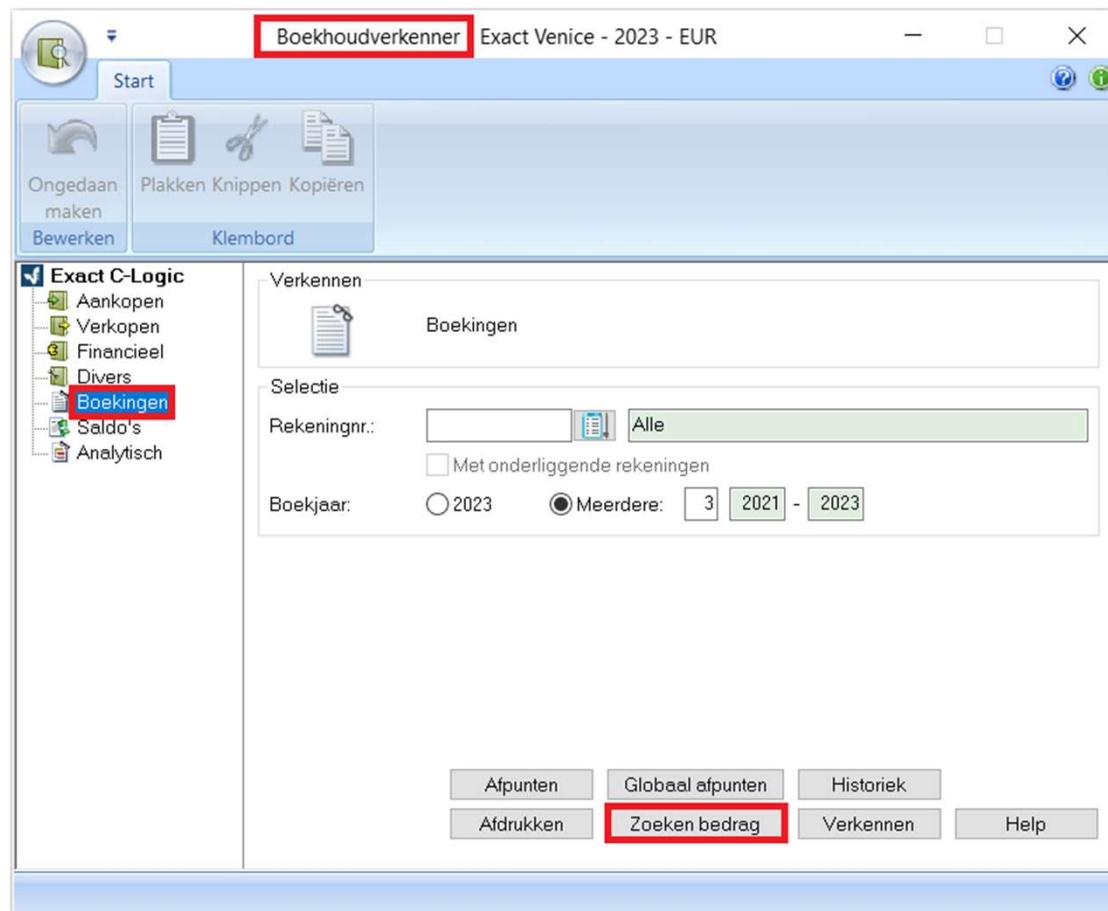 Boekhoudverkenner Exact Venice - 2023 - EUR
Start
Ongedaan maken
Plakken Knippen Kopiëren
Bewerken Klembord
Exact C-Logic
Aankopen
Verkopen
Financieel
Divers
Boekingen
Saldo's
Analytisch
Verkennen
Boekingen
Selectie
Rekeningnr.: Alle
Met onderliggende rekeningen
Boekjaar: 2023 Meerdere: 3 2021 - 2023
Afpunten Globaal afpunten Historiek
Afdrukken Zoeken bedrag Verkennen Help